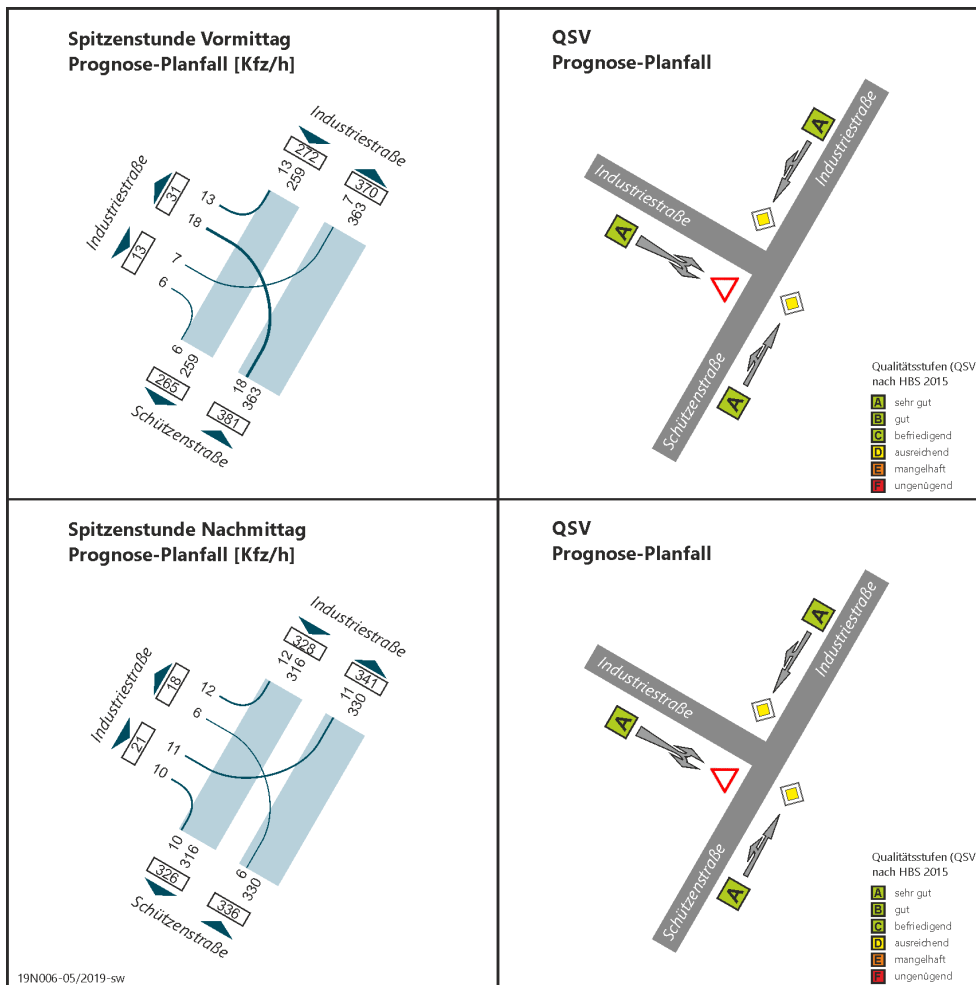 Spitzenstunde Vormittag
Prognose-Planfall [Kfz/h]
Industriestraße
272
370
13
259
7
363
Industriestraße
31
13
13
18
7
6
6
259
18
363
265
381
Schützenstraße
QSV
Prognose-Planfall
A
Industriestraße
Industriestraße
A
A
Schützenstraße
Qualitätsstufen (QSV
nach HBS 2015
A sehr gut
B gut
C befriedigend
D ausreichend
E mangelhaft
F ungenügend
Spitzenstunde Nachmittag
Prognose-Planfall [Kfz/h]
Industriestraße
328
341
12
316
11
330
Industriestraße
18
21
12
6
11
10
10
316
6
330
326
336
Schützenstraße
19N006-05/2019-sw
QSV
Prognose-Planfall
A
Industriestraße
Industriestraße
A
A
Schützenstraße
Qualitätsstufen (QSV
nach HBS 2015
A sehr gut
B gut
C befriedigend
D ausreichend
E mangelhaft
F ungenügend